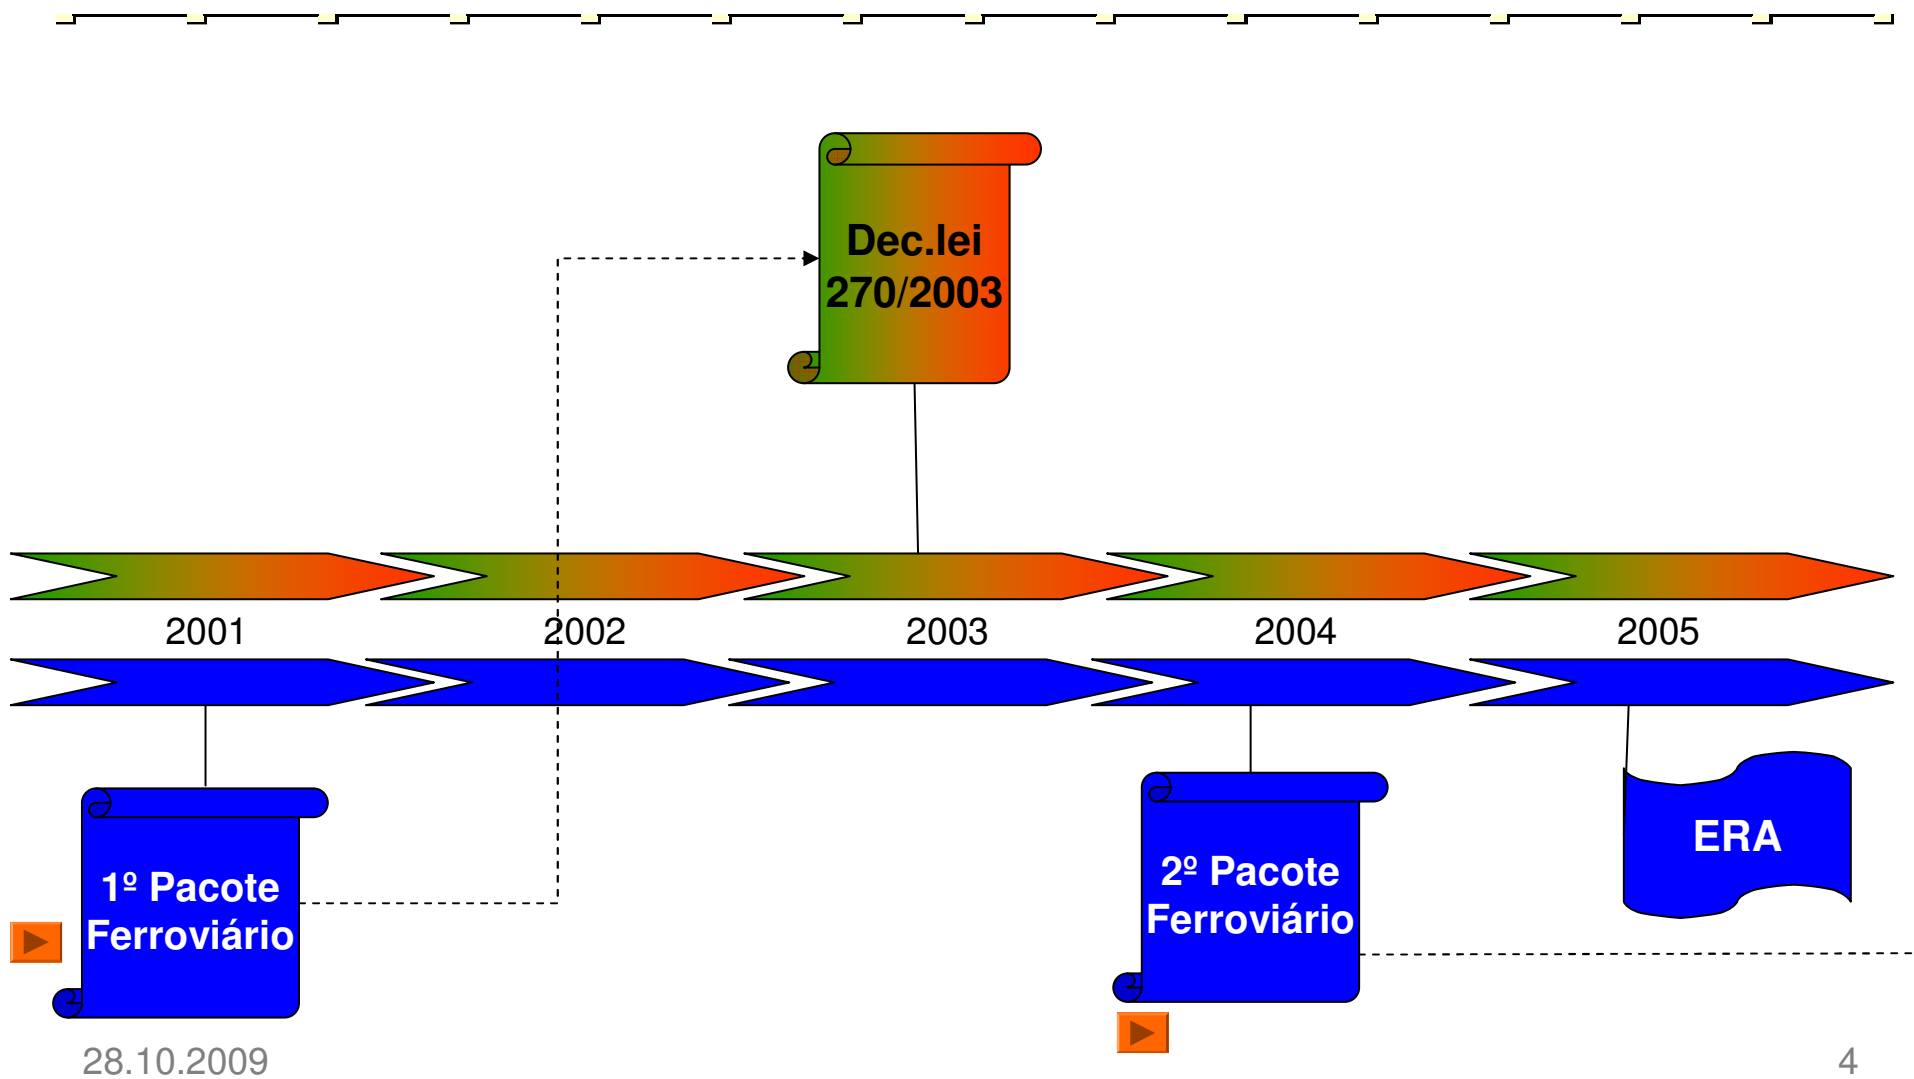 Dec.lei
270/2003
2001
2002
2003
2004
2005
1º Pacote
Ferroviário
2º Pacote
Ferroviário
ERA
28.10.2009
4